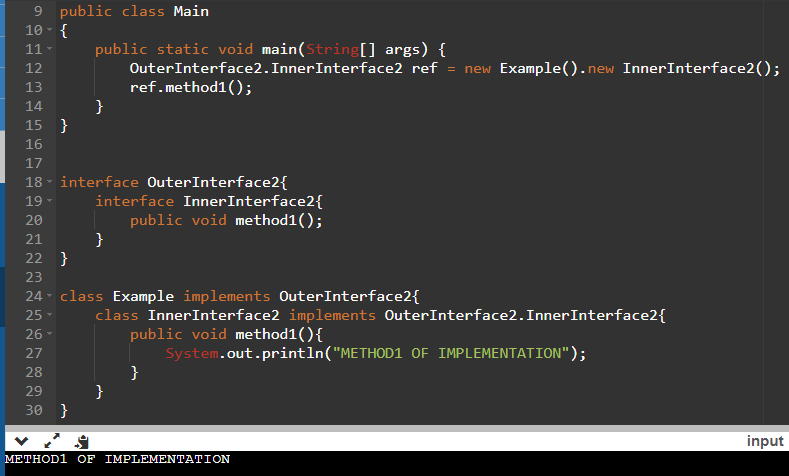 9 public class Main
10 {
11 public static void main(String[] args) {
12 OuterInterface2.InnerInterface2 ref = new Example().new InnerInterface2();
13 ref.method1();
14 }
15 }
16
17
18 interface OuterInterface2{
19 interface InnerInterface2{
20 public void method1();
21 }
22 }
23
24 class Example implements OuterInterface2{
25 class InnerInterface2 implements OuterInterface2.InnerInterface2{
26 public void method1(){
27 System.out.println("METHOD1 OF IMPLEMENTATION");
28 }
29 }
30 }
input
METHOD1 OF IMPLEMENTATION